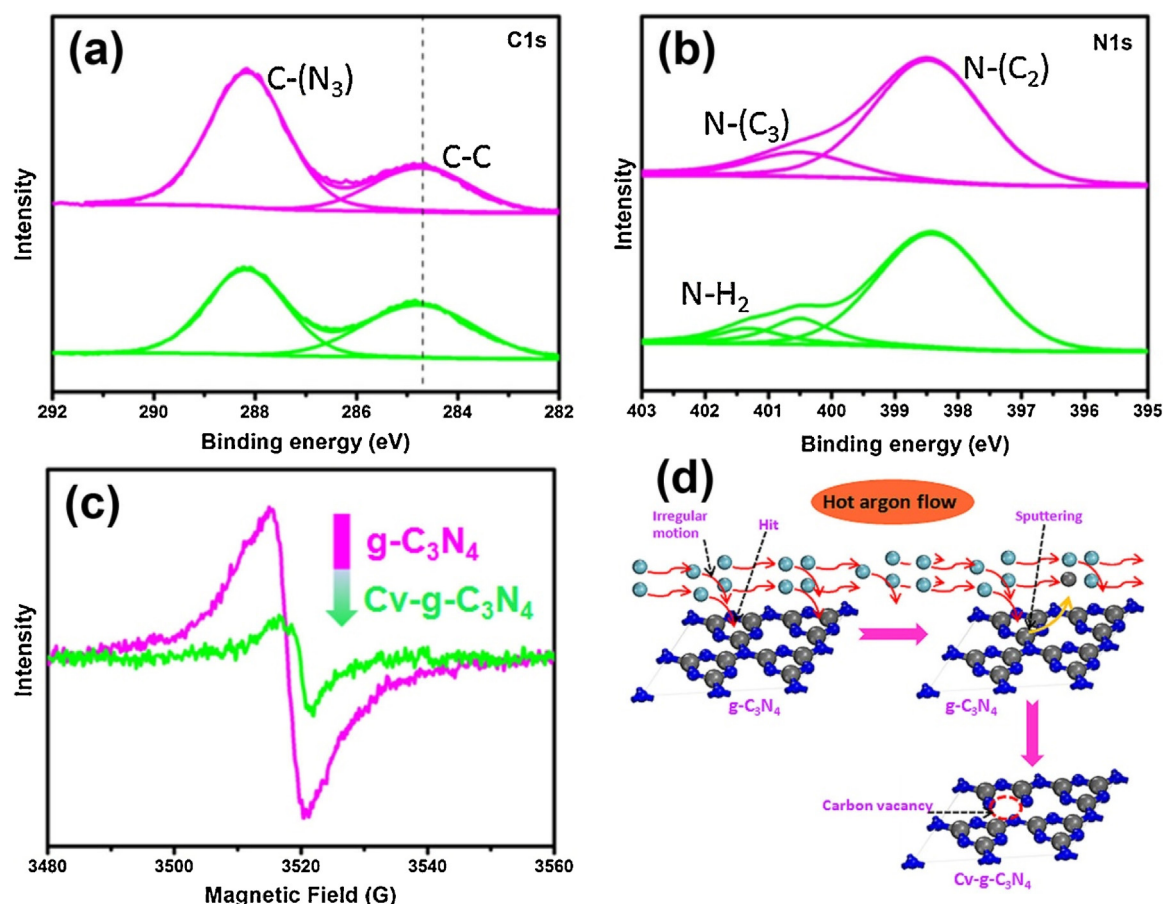 (a)
C1s
C-(N₃)
C-C
Intensity
292 290 288 286 284 282
Binding energy (eV)
(b)
N1s
N-(C₂)
N-(C₃)
N-H₂
Intensity
403 402 401 400 399 398 397 396 395
Binding energy (eV)
(c)
g-C₃N₄
Cv-g-C₃N₄
Intensity
3480 3500 3520 3540 3560
Magnetic Field (G)
(d)
Hot argon flow
Irregular
motion
Hit
Sputtering
g-C₃N₄
g-C₃N₄
Carbon vacancy
Cv-g-C₃N₄